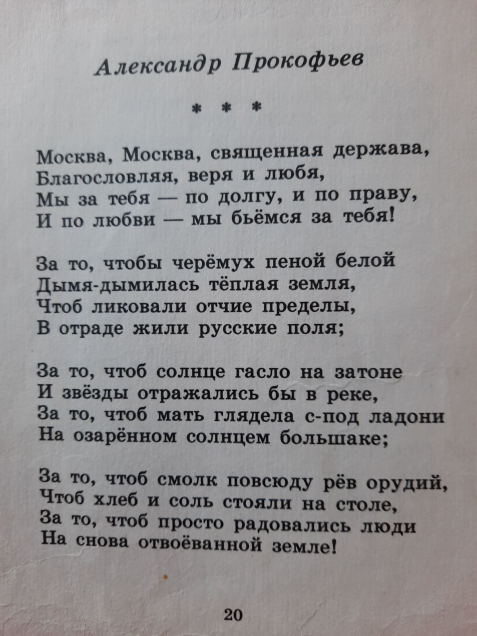 Александр Прокофьев
* * *
Москва, Москва, священная держава,
Благословляя, веря и любя,
Мы за тебя — по долгу, и по праву,
И по любви — мы бьёмся за тебя!
За то, чтобы черёмух пеной белой
Дымя-дымилась тёплая земля,
Чтоб ликовали отчие пределы,
В отраде жили русские поля;
За то, чтоб солнце гасло на затоне
И звёзды отражались бы в реке,
За то, чтоб мать глядела с-под ладони
На озарённом солнцем большаке;
За то, чтоб смолк повсюду рёв орудий,
Чтоб хлеб и соль стояли на столе,
За то, чтоб просто радовались люди
На снова отвоёванной земле!
20